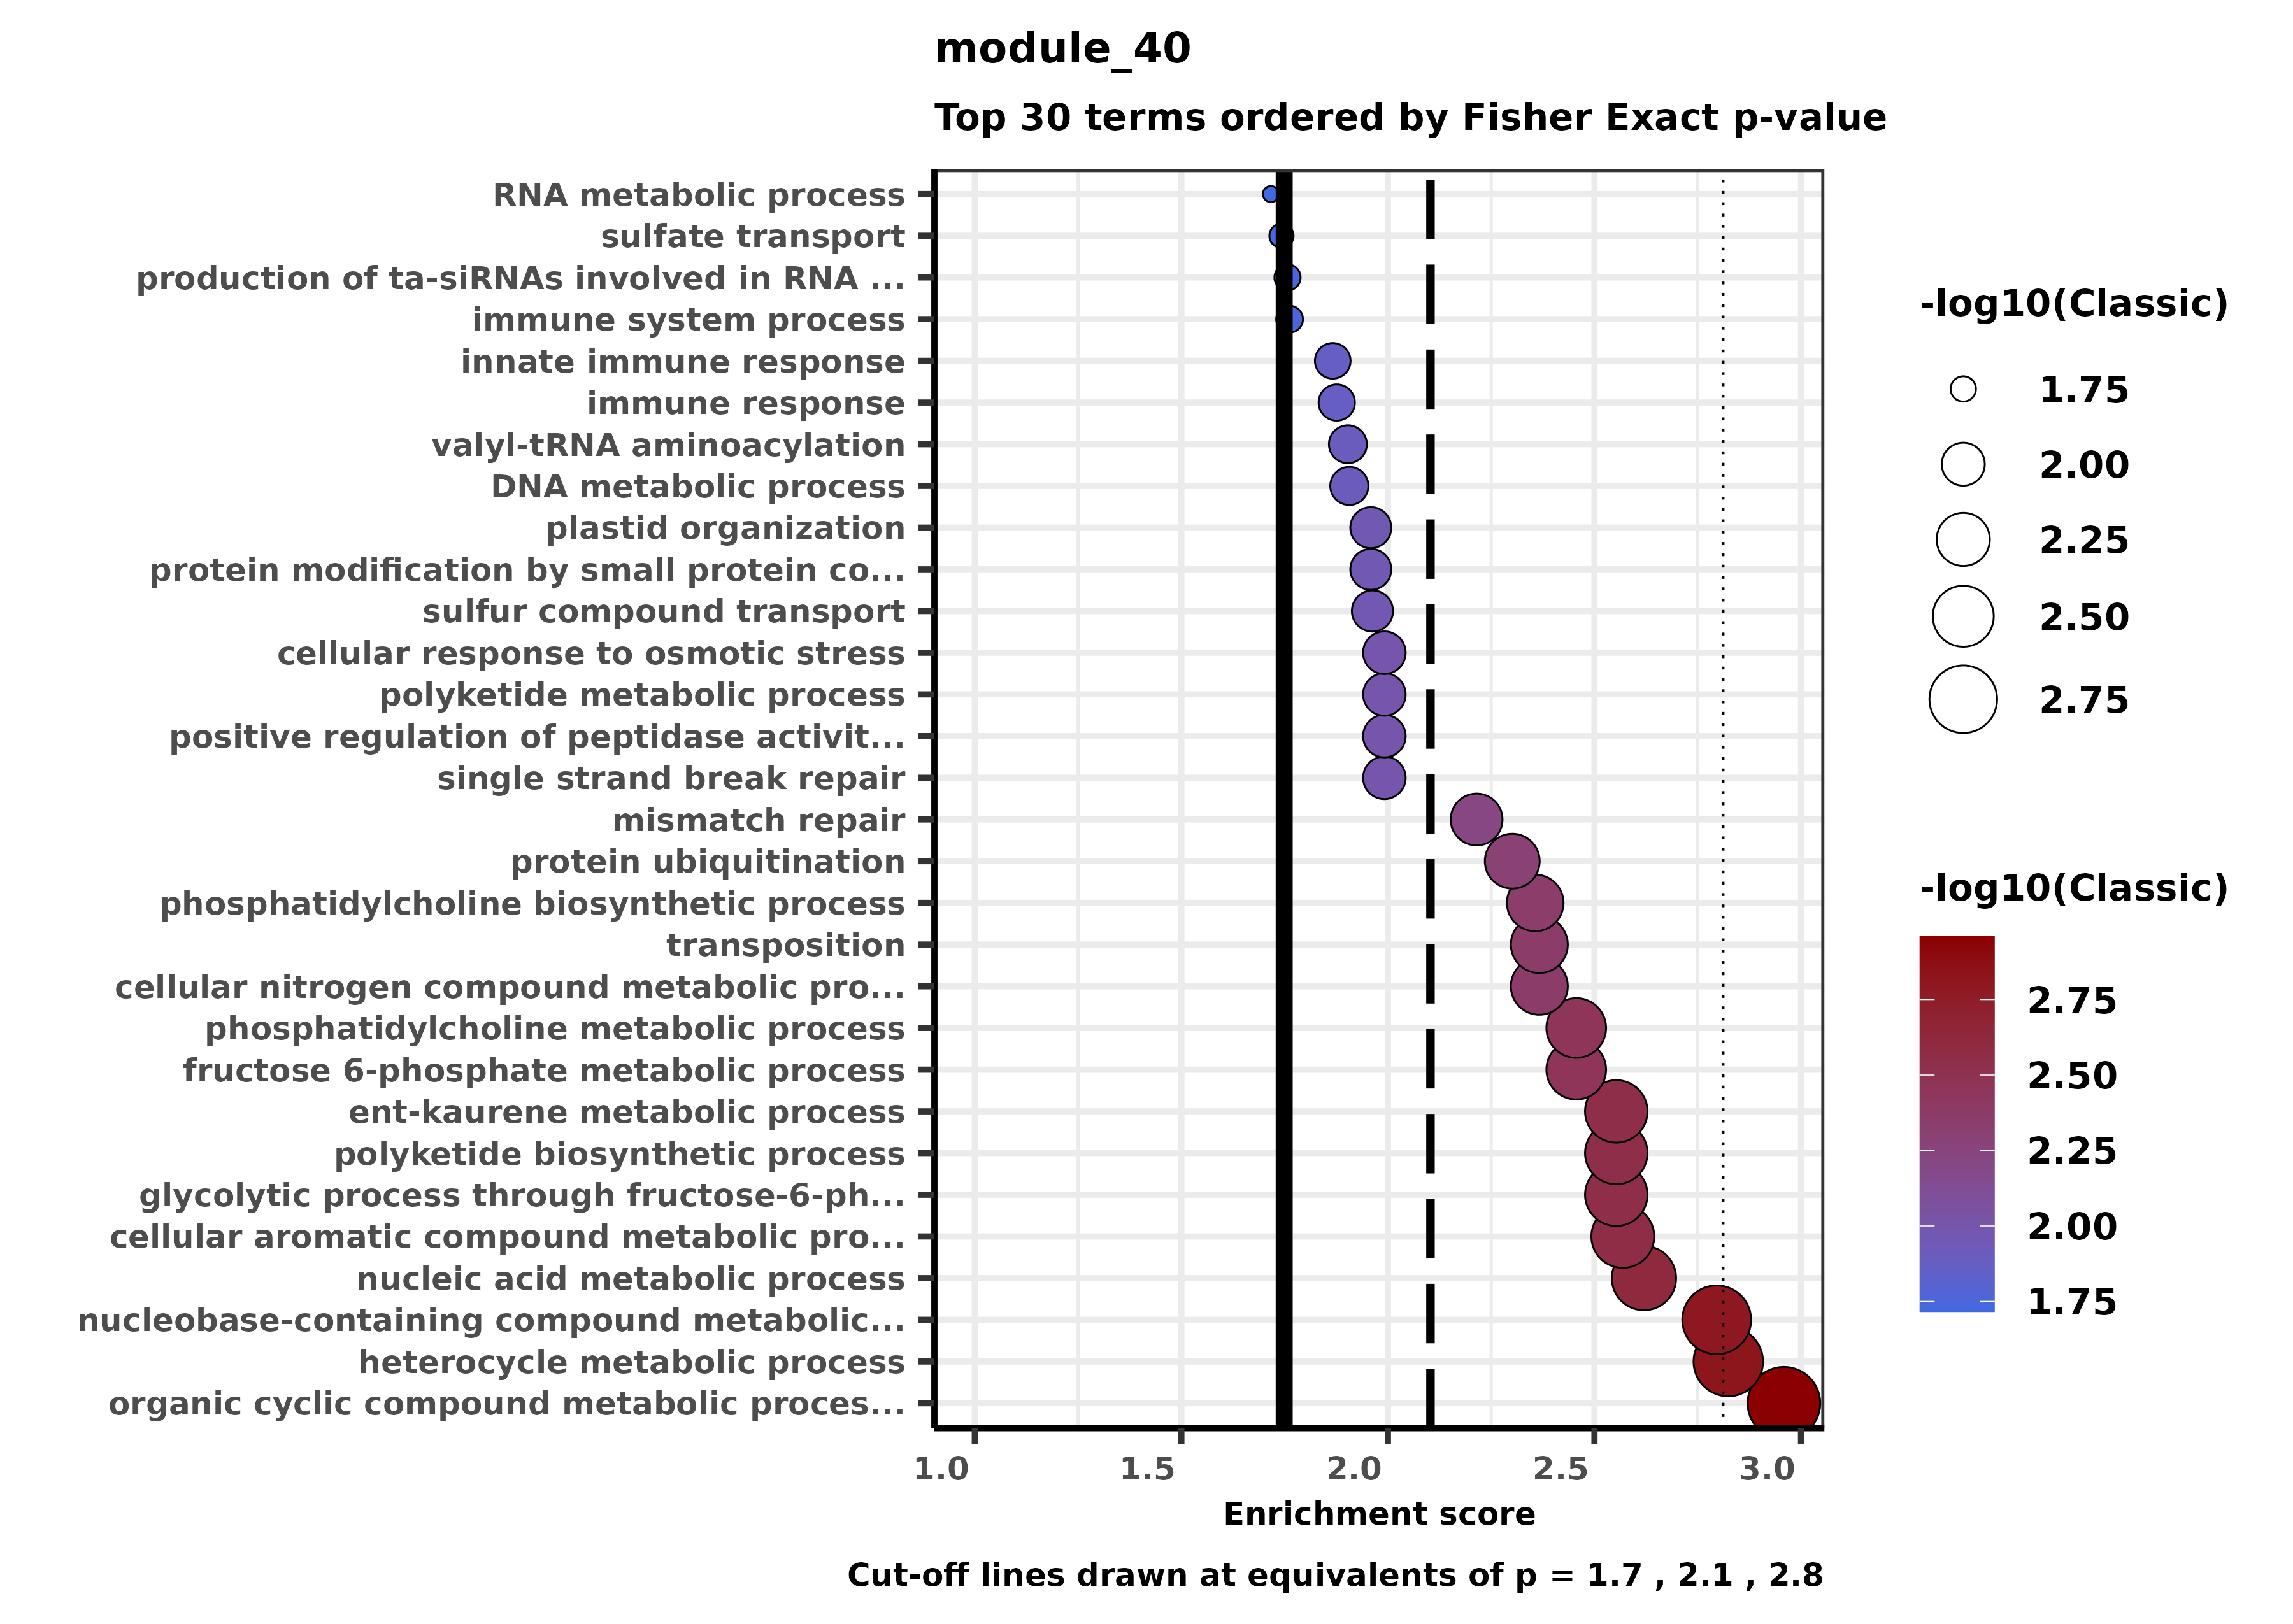 module_40
Top 30 terms ordered by Fisher Exact p-value
RNA metabolic process
sulfate transport
production of ta-siRNAs involved in RNA ...
immune system process
innate immune response
immune response
valyl-tRNA aminoacylation
DNA metabolic process
plastid organization
protein modification by small protein co...
sulfur compound transport
cellular response to osmotic stress
polyketide metabolic process
positive regulation of peptidase activit...
single strand break repair
mismatch repair
protein ubiquitination
phosphatidylcholine biosynthetic process
transposition
cellular nitrogen compound metabolic pro...
phosphatidylcholine metabolic process
fructose 6-phosphate metabolic process
ent-kaurene metabolic process
polyketide biosynthetic process
glycolytic process through fructose-6-ph...
cellular aromatic compound metabolic pro...
nucleic acid metabolic process
nucleobase-containing compound metabolic...
heterocycle metabolic process
organic cyclic compound metabolic proces...
1.0 1.5 2.0 2.5 3.0
Enrichment score
Cut-off lines drawn at equivalents of p = 1.7 , 2.1 , 2.8
-log10(Classic)
1.75
2.00
2.25
2.50
2.75
-log10(Classic)
2.75
2.50
2.25
2.00
1.75